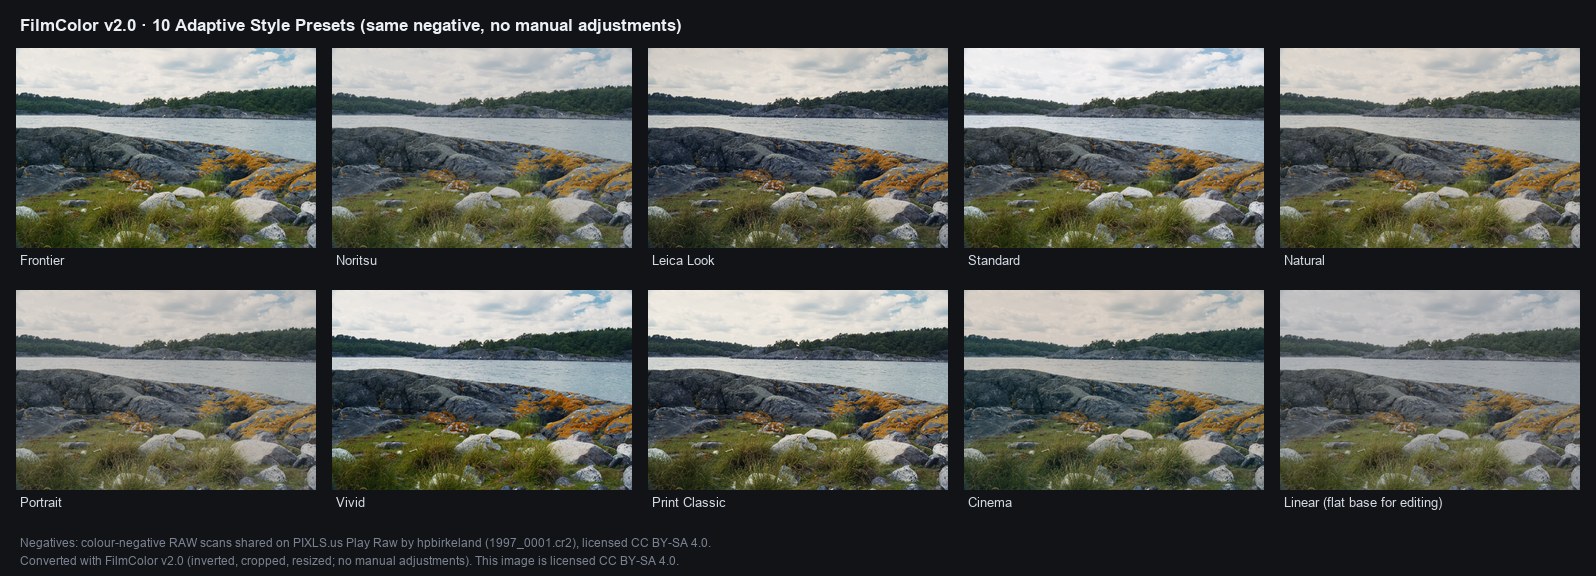 FilmColor v2.0 · 10 Adaptive Style Presets (same negative, no manual adjustments)
Frontier
Noritsu
Leica Look
Standard
Natural
Portrait
Vivid
Print Classic
Cinema
Linear (flat base for editing)
Negatives: colour-negative RAW scans shared on PIXLS.us Play Raw by hpbirkeland (1997_0001.cr2), licensed CC BY-SA 4.0.
Converted with FilmColor v2.0 (inverted, cropped, resized; no manual adjustments). This image is licensed CC BY-SA 4.0.